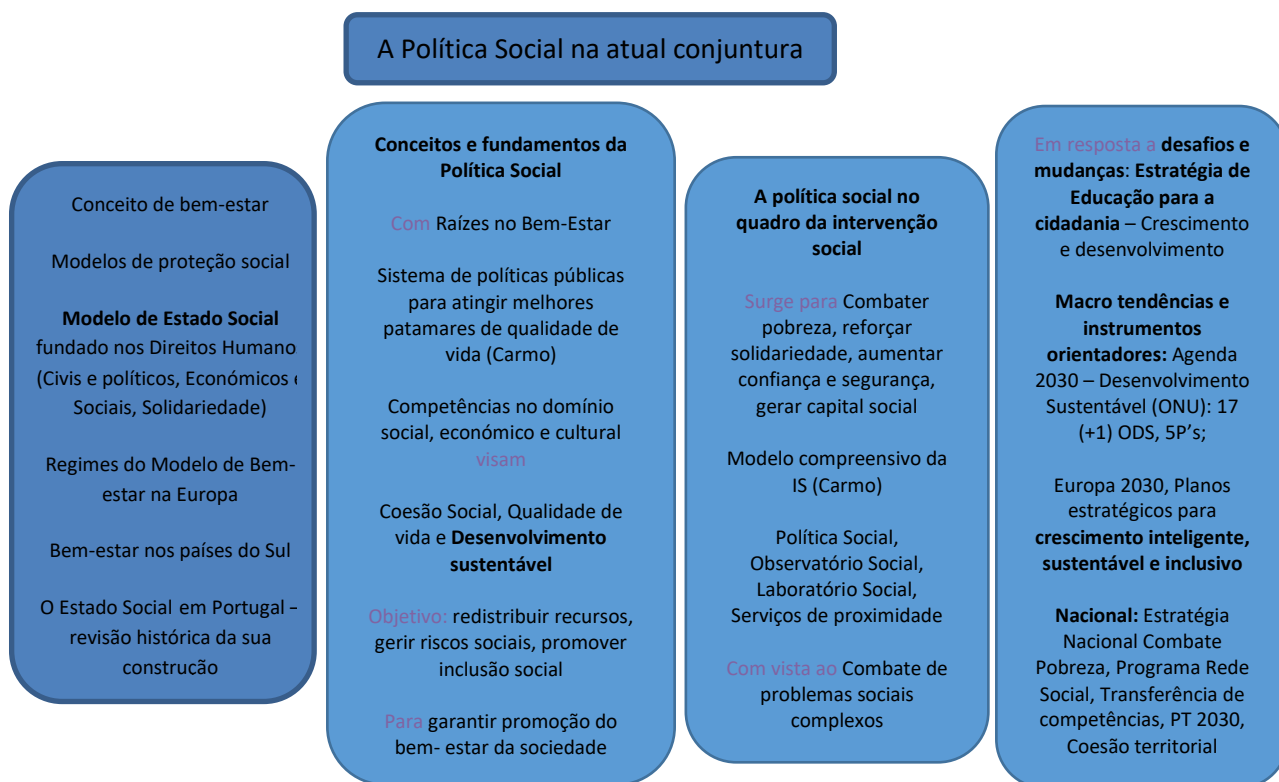 A Política Social na atual conjuntura
Conceito de bem-estar
Modelos de proteção social
Modelo de Estado Social
fundado nos Direitos Humano
(Civis e políticos, Económicos e
Sociais, Solidariedade)
Regimes do Modelo de Bem-
estar na Europa
Bem-estar nos países do Sul
O Estado Social em Portugal –
revisão histórica da sua
construção
Conceitos e fundamentos da
Política Social
Com Raízes no Bem-Estar
Sistema de políticas públicas
para atingir melhores
patamares de qualidade de
vida (Carmo)
Competências no domínio
social, económico e cultural
visam
Coesão Social, Qualidade de
vida e Desenvolvimento
sustentável
Objetivo: redistribuir recursos,
gerir riscos sociais, promover
inclusão social
Para garantir promoção do
bem- estar da sociedade
A política social no
quadro da intervenção
social
Surge para Combater
pobreza, reforçar
solidariedade, aumentar
confiança e segurança,
gerar capital social
Modelo compreensivo da
IS (Carmo)
Política Social,
Observatório Social,
Laboratório Social,
Serviços de proximidade
Com vista ao Combate de
problemas sociais
complexos
Em resposta a desafios e
mudanças: Estratégia de
Educação para a
cidadania – Crescimento
e desenvolvimento
Macro tendências e
instrumentos
orientadores: Agenda
2030 – Desenvolvimento
Sustentável (ONU): 17
(+1) ODS, 5P’s;
Europa 2030, Planos
estratégicos para
crescimento inteligente,
sustentável e inclusivo
Nacional: Estratégia
Nacional Combate
Pobreza, Programa Rede
Social, Transferência de
competências, PT 2030,
Coesão territorial